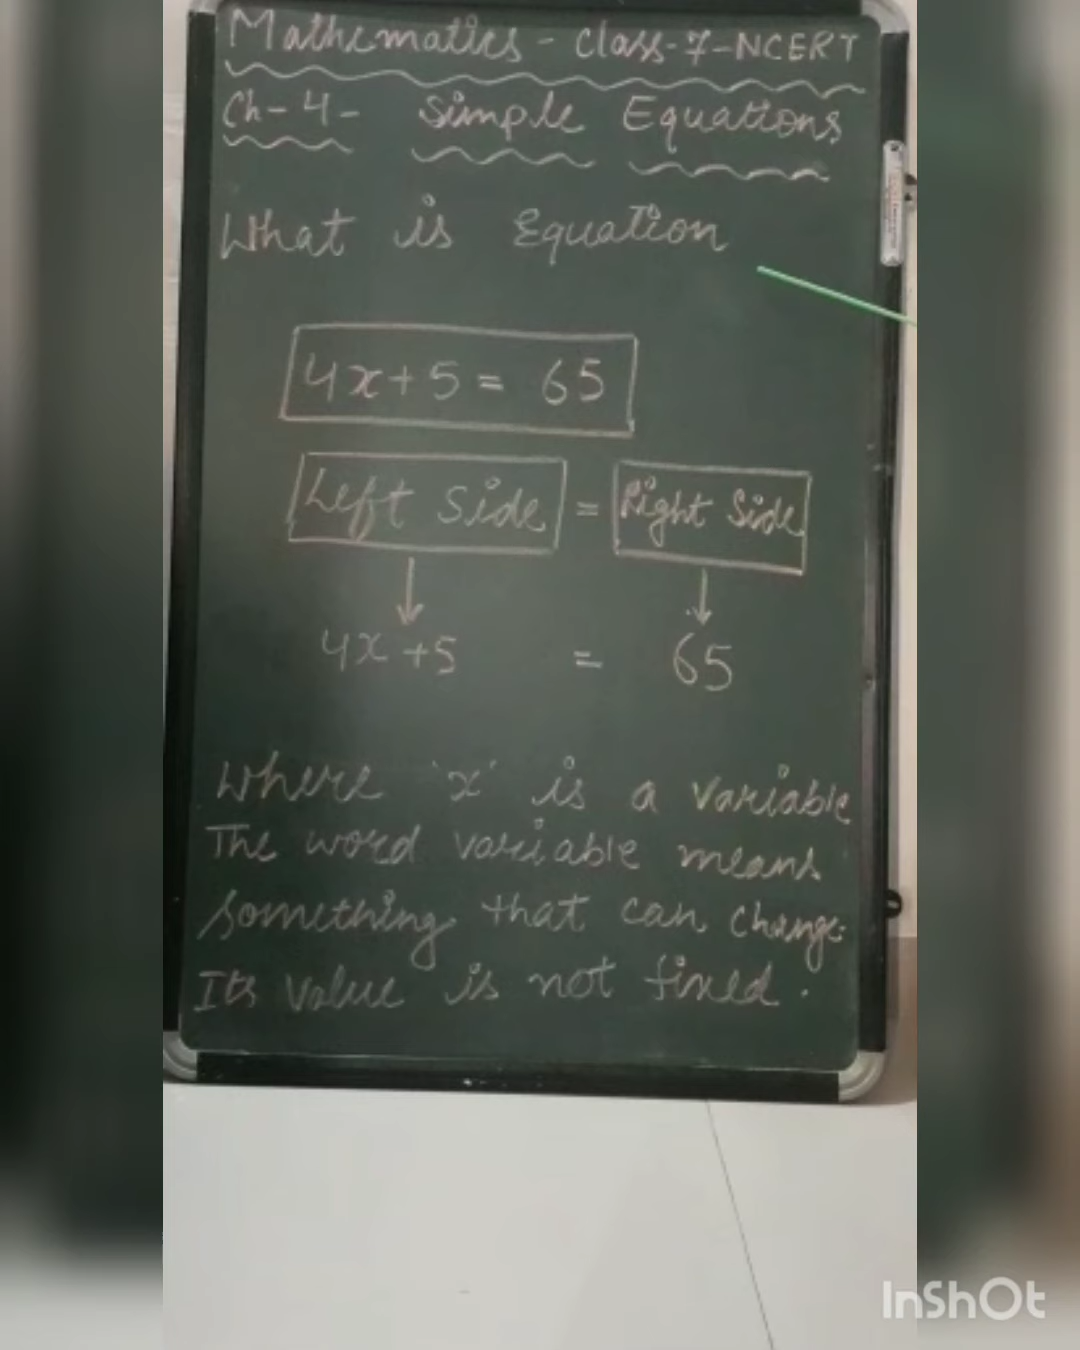 Mathematics - Class-7-NCERT
Ch-4- Simple Equations
What is Equation
4x+5 = 65
Left Side = Right Side
4x+5 = 65
Where 'x' is a variable
The word variable means
something that can change.
Its value is not fixed.
InShOt